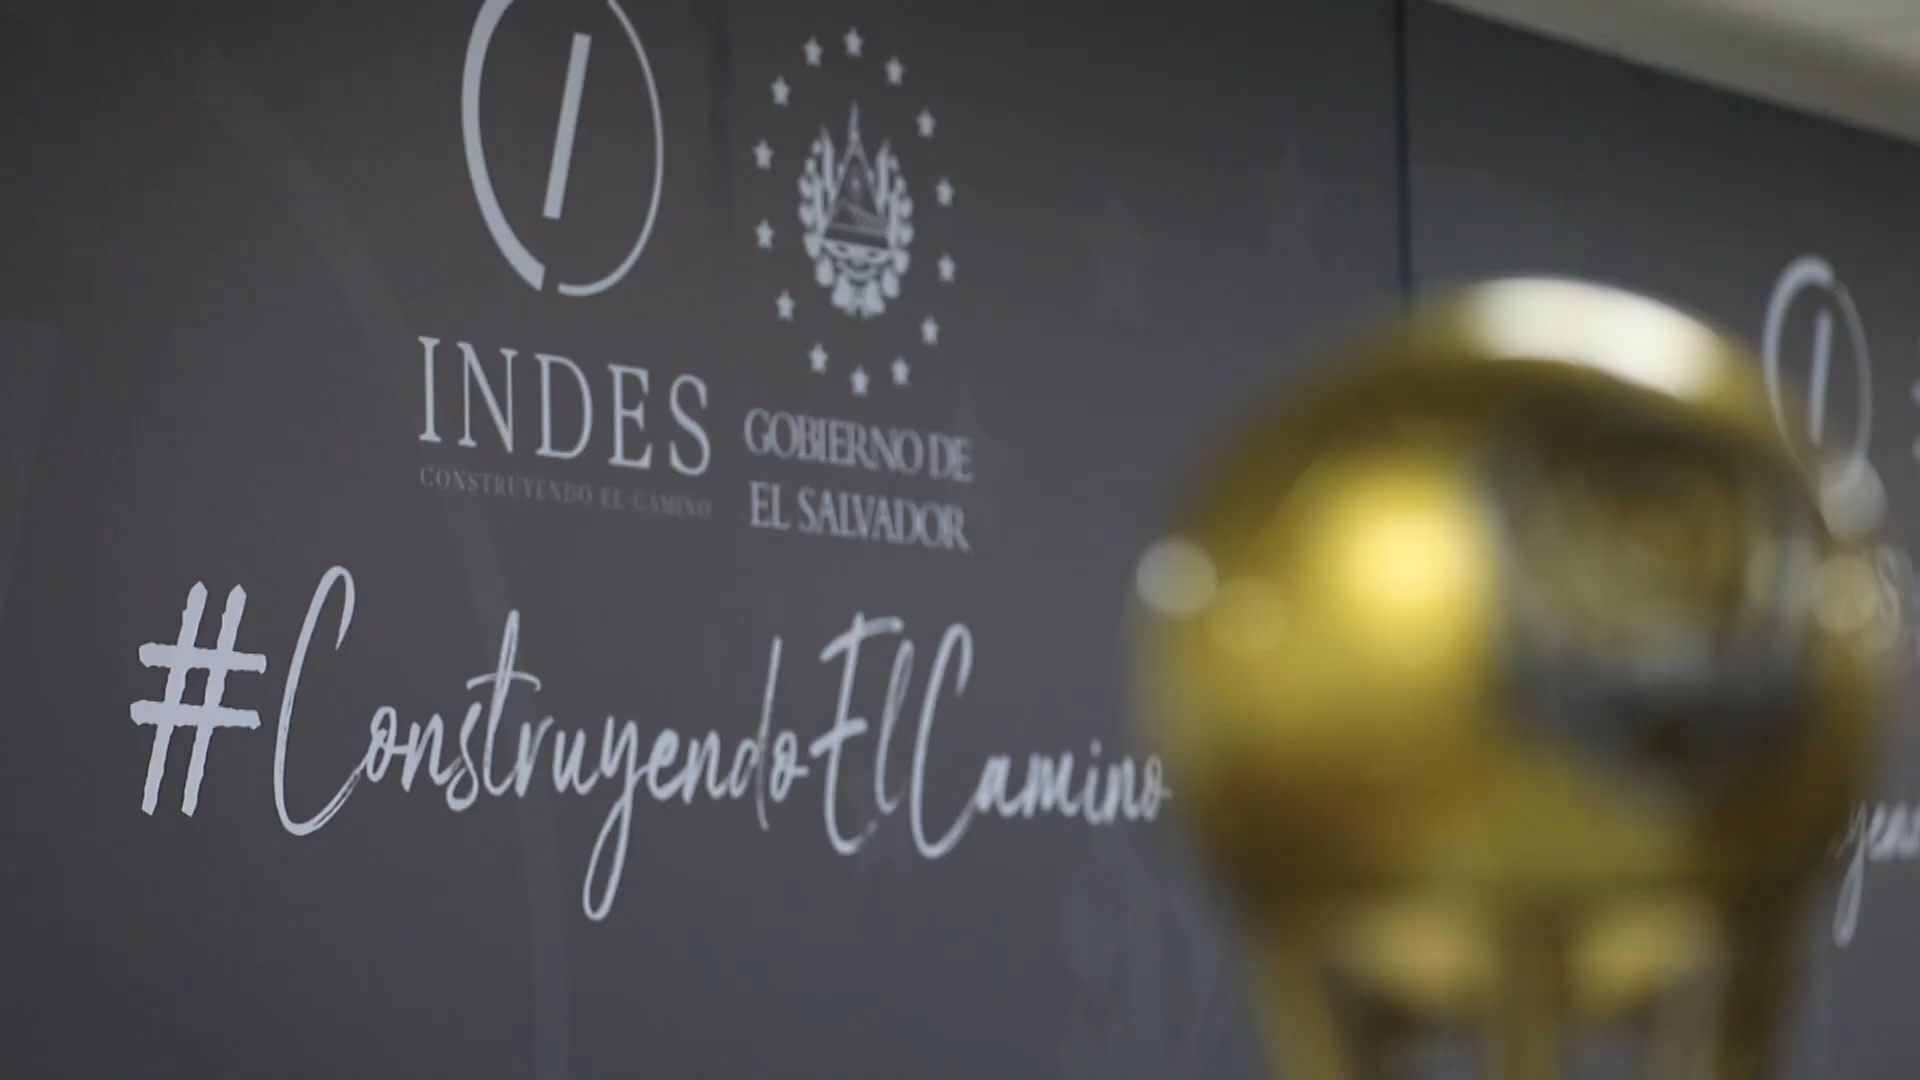 INDES
CONSTRUYENDO EL CAMINO
GOBIERNO DE
EL SALVADOR
#ConstruyendoElCamino